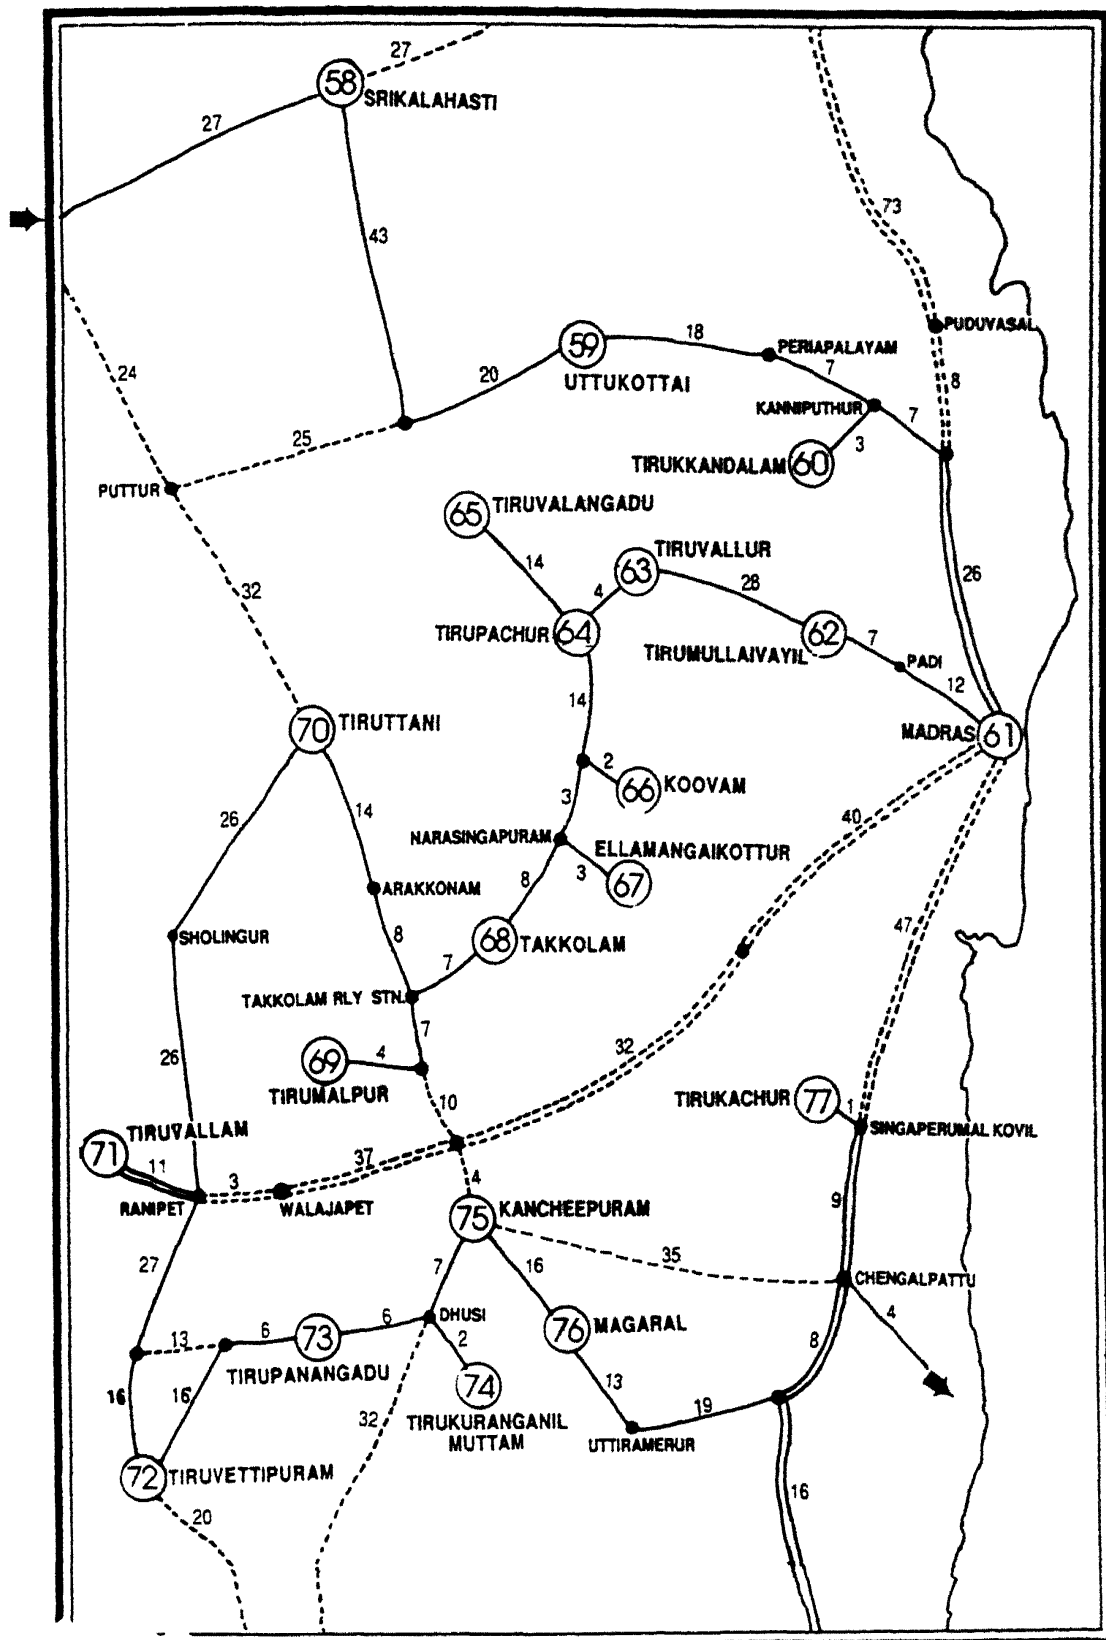 27
58
SRIKALAHASTI
27
43
73
PUDUVASAL
24
59
18
PERIAPALAYAM
20
UTTUKOTTAI
7
8
KANNIPUTHUR
7
25
3
TIRUKKANDALAM 60
PUTTUR
65 TIRUVALANGADU
TIRUVALLUR
14
63
28
26
32
4
TIRUPACHUR 64
62
7
TIRUMULLAIVAYIL
PADI
12
14
70 TIRUTTANI
MADRAS 61
2
66 KOOVAM
3
26
14
40
NARASINGAPURAM
ELLAMANGAIKOTTUR
8
3
67
ARAKKONAM
47
SHOLINGUR
8
68 TAKKOLAM
7
TAKKOLAM RLY STN.
7
26
69
4
32
TIRUMALPUR
10
TIRUKACHUR 77
1
SINGAPERUMAL KOVIL
TIRUVALLAM
71
11
37
3
4
RANIPET
WALAJAPET
75 KANCHEEPURAM
9
27
7
16
35
CHENGALPATTU
4
DHUSI
13
6
73
6
2
76 MAGARAL
8
TIRUPANANGADU
16
16
74
13
19
32
TIRUKURANGANIL
MUTTAM
UTTIRAMERUR
72 TIRUVETTIPURAM
20
16